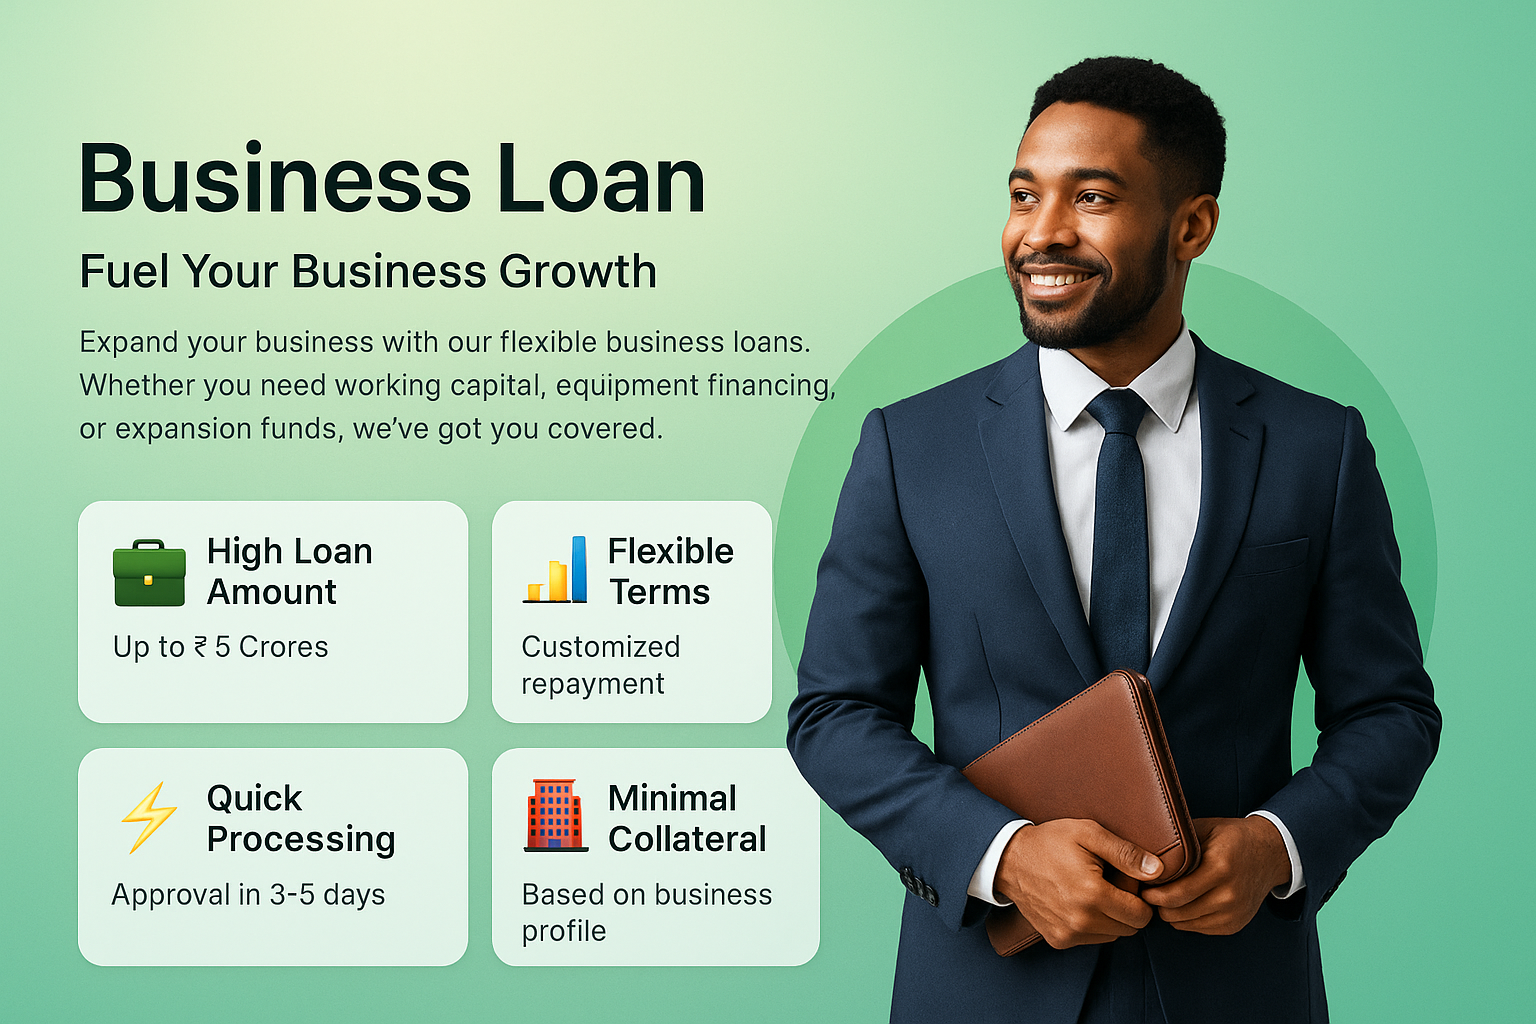 Business Loan
Fuel Your Business Growth
Expand your business with our flexible business loans.
Whether you need working capital, equipment financing,
or expansion funds, we’ve got you covered.
High Loan
Amount
Up to ₹ 5 Crores
Flexible
Terms
Customized
repayment
Quick
Processing
Approval in 3-5 days
Minimal
Collateral
Based on business
profile